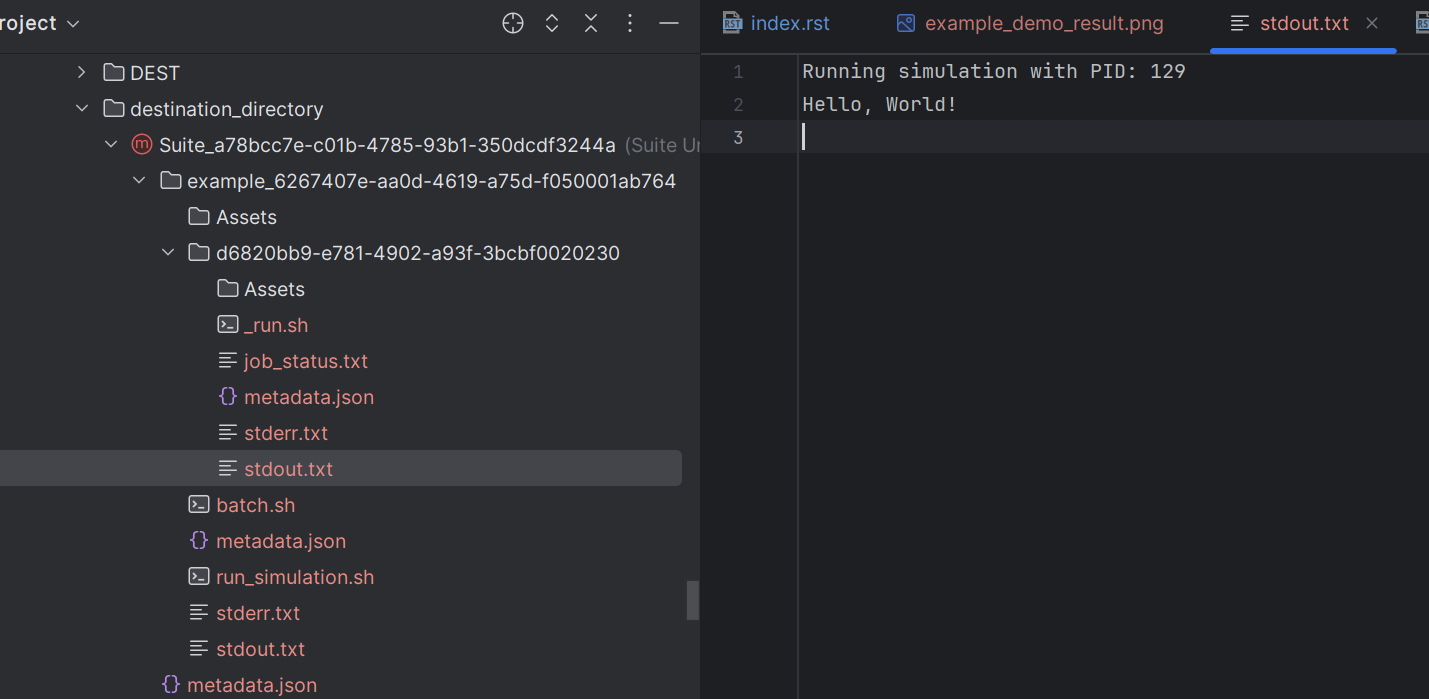 roject
DEST
destination_directory
Suite_a78bcc7e-c01b-4785-93b1-350dcdf3244a (Suite Un
example_6267407e-aa0d-4619-a75d-f050001ab764
Assets
d6820bb9-e781-4902-a93f-3bcbf0020230
Assets
_run.sh
job_status.txt
metadata.json
stderr.txt
stdout.txt
batch.sh
metadata.json
run_simulation.sh
stderr.txt
stdout.txt
metadata.json
index.rst
example_demo_result.png
stdout.txt
1 Running simulation with PID: 129
2 Hello, World!
3